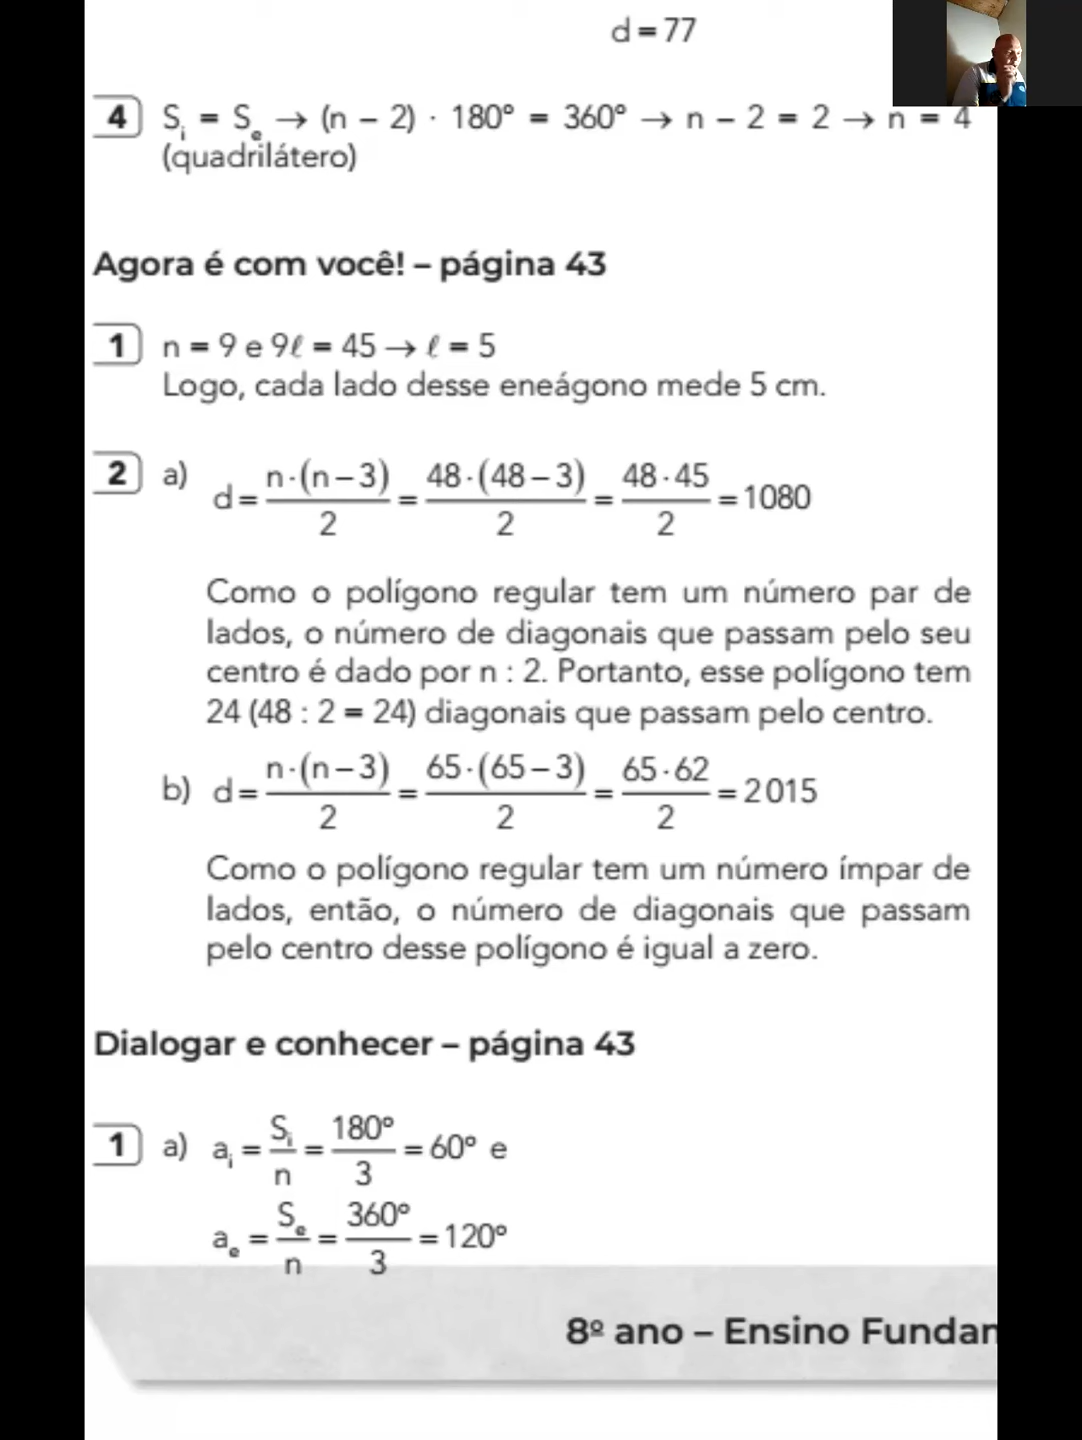 d = 77
4 Sᵢ = Sₑ → (n – 2) · 180° = 360° → n – 2 = 2 → n = 4
(quadrilátero)
Agora é com você! – página 43
1 n = 9 e 9ℓ = 45 → ℓ = 5
Logo, cada lado desse eneágono mede 5 cm.
2 a) d = n·(n–3)/2 = 48·(48–3)/2 = 48·45/2 = 1080
Como o polígono regular tem um número par de
lados, o número de diagonais que passam pelo seu
centro é dado por n : 2. Portanto, esse polígono tem
24 (48 : 2 = 24) diagonais que passam pelo centro.
b) d = n·(n–3)/2 = 65·(65–3)/2 = 65·62/2 = 2015
Como o polígono regular tem um número ímpar de
lados, então, o número de diagonais que passam
pelo centro desse polígono é igual a zero.
Dialogar e conhecer – página 43
1 a) aᵢ = Sᵢ/n = 180°/3 = 60° e
aₑ = Sₑ/n = 360°/3 = 120°
8º ano – Ensino Fundan